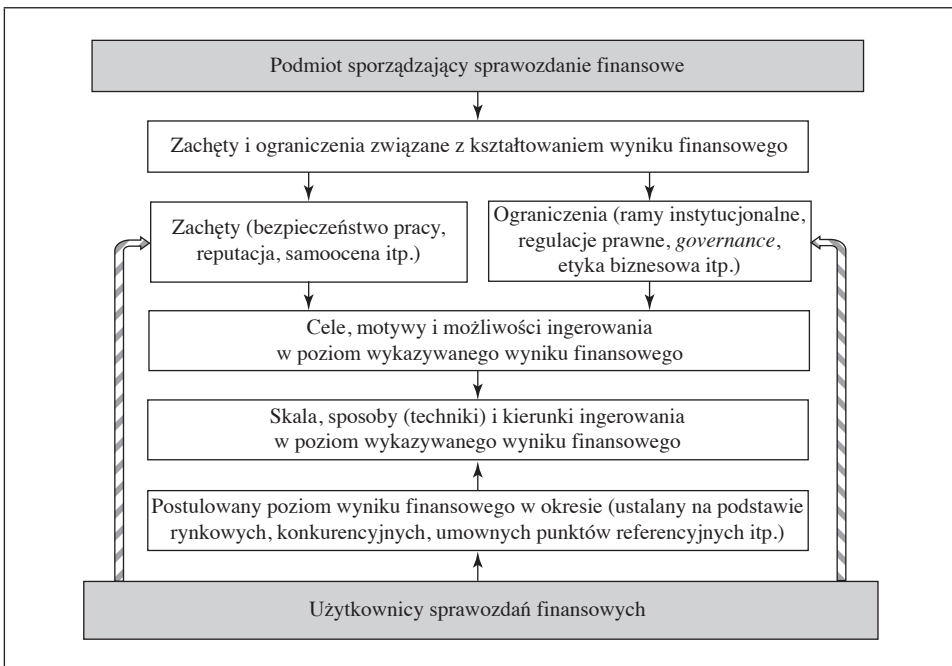 Podmiot sporządzający sprawozdanie finansowe
Zachęty i ograniczenia związane z kształtowaniem wyniku finansowego
Zachęty (bezpieczeństwo pracy,
reputacja, samoocena itp.)
Ograniczenia (ramy instytucjonalne,
regulacje prawne, governance,
etyka biznesowa itp.)
Cele, motywy i możliwości ingerowania
w poziom wykazywanego wyniku finansowego
Skala, sposoby (techniki) i kierunki ingerowania
w poziom wykazywanego wyniku finansowego
Postulowany poziom wyniku finansowego w okresie (ustalany na podstawie
rynkowych, konkurencyjnych, umownych punktów referencyjnych itp.)
Użytkownicy sprawozdań finansowych